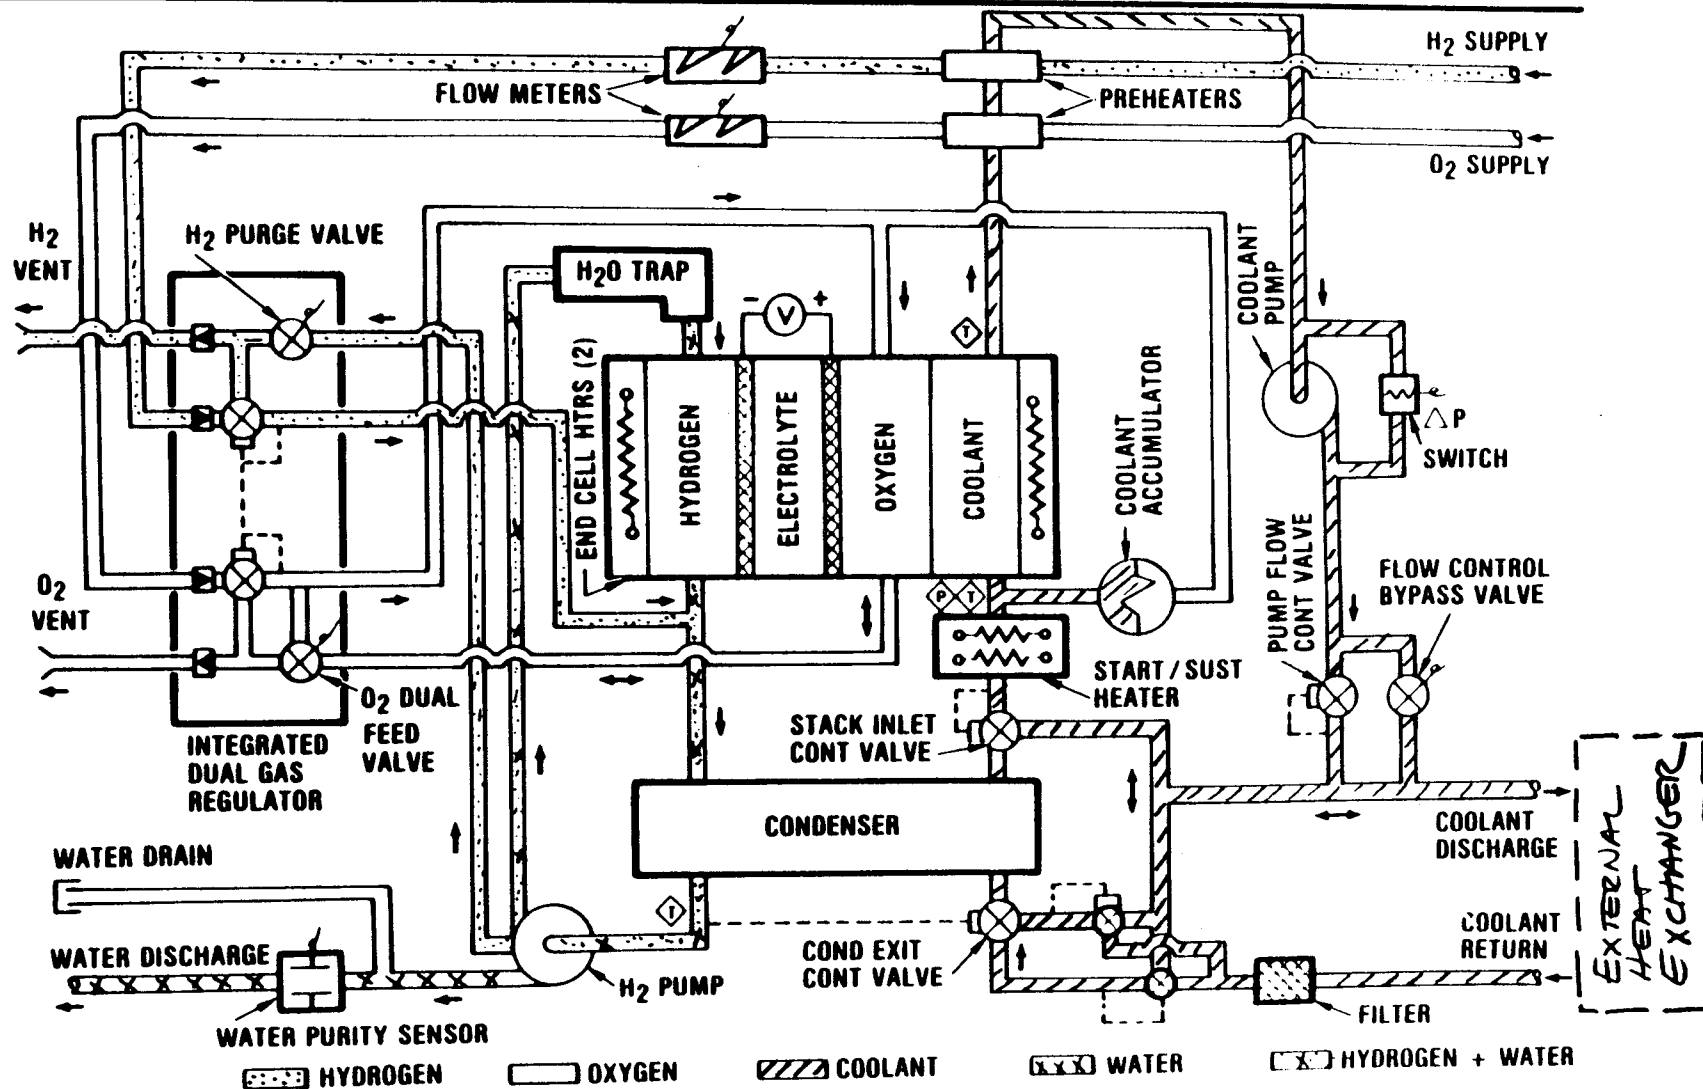 H2 SUPPLY
FLOW METERS
PREHEATERS
O2 SUPPLY
H2
VENT
H2 PURGE VALVE
H2O TRAP
- V +
T
COOLANT
PUMP
END CELL HTRS (2)
HYDROGEN
ELECTROLYTE
OXYGEN
COOLANT
COOLANT
ACCUMULATOR
△P
SWITCH
O2
VENT
P T
PUMP FLOW
CONT VALVE
FLOW CONTROL
BYPASS VALVE
START / SUST
HEATER
O2 DUAL
FEED
VALVE
INTEGRATED
DUAL GAS
REGULATOR
STACK INLET
CONT VALVE
CONDENSER
COOLANT
DISCHARGE
EXTERNAL
HEAT
EXCHANGER
WATER DRAIN
T
WATER DISCHARGE
H2 PUMP
COND EXIT
CONT VALVE
COOLANT
RETURN
FILTER
WATER PURITY SENSOR
HYDROGEN
OXYGEN
COOLANT
WATER
HYDROGEN + WATER